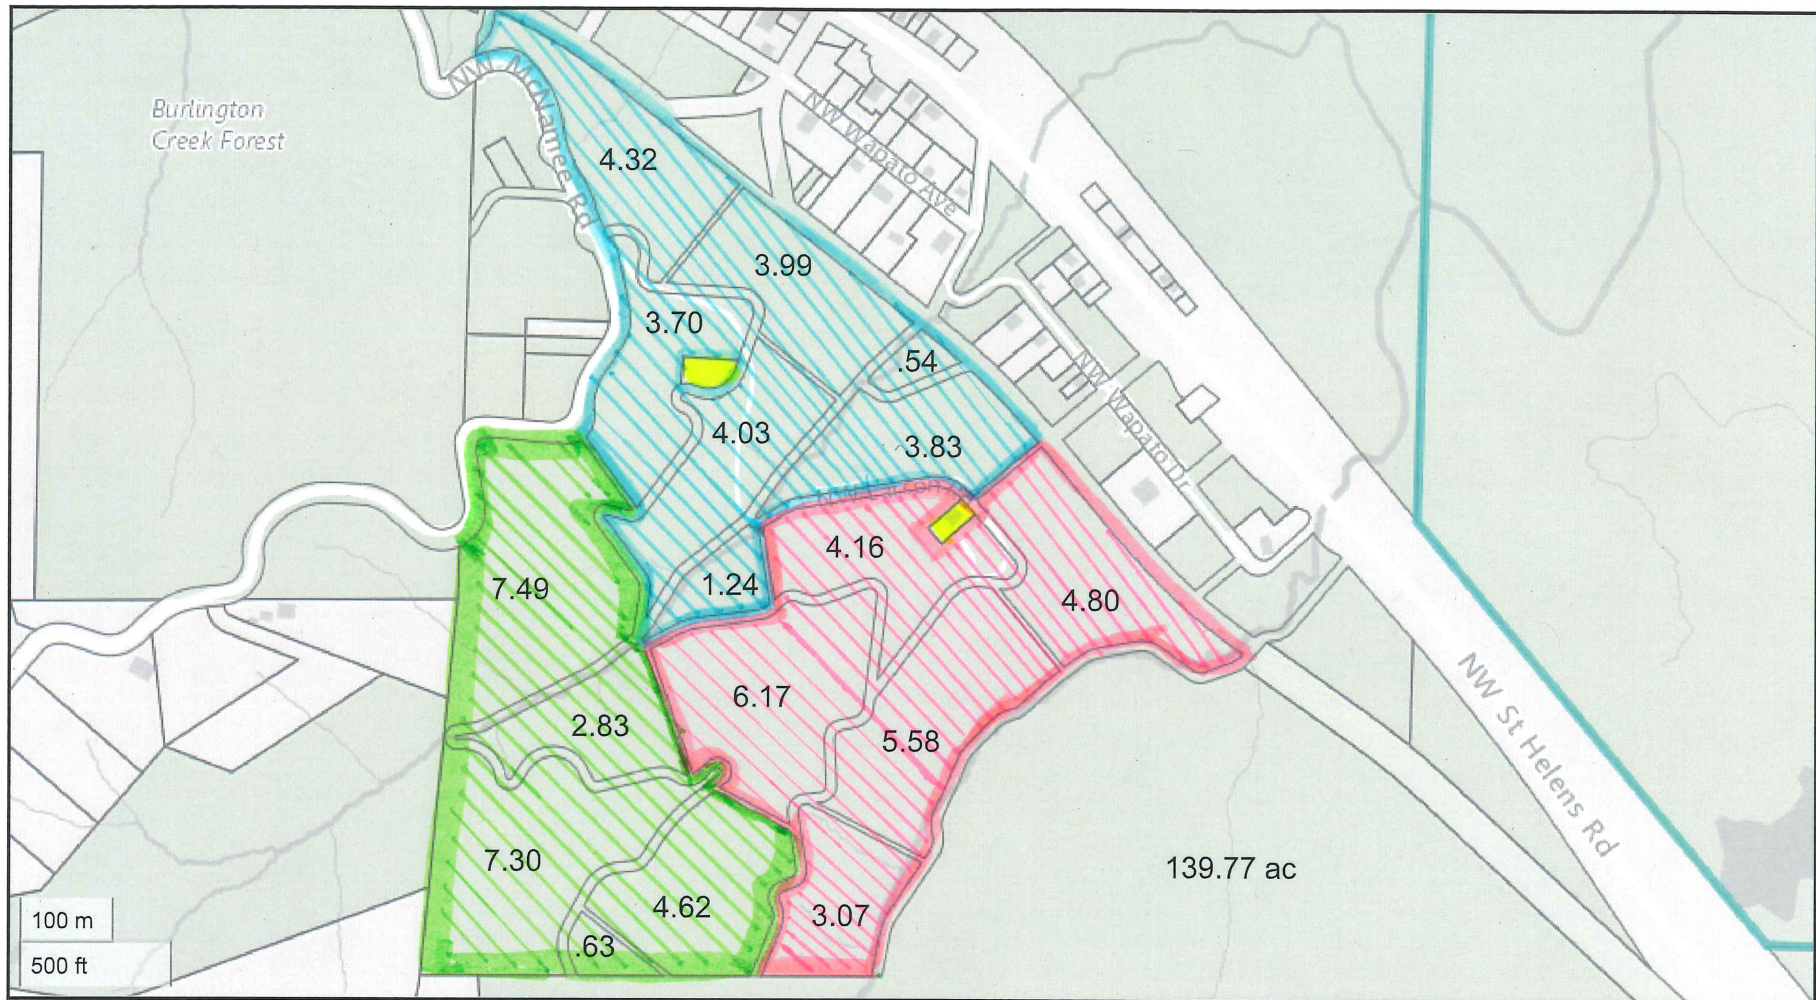 NW McNamee Rd
Burlington
Creek Forest
NW Wapato Ave
4.32
3.99
3.70
.54
NW Wapato Dr
4.03
3.83
4.16
7.49
1.24
4.80
6.17
2.83
5.58
NW St Helens Rd
7.30
139.77 ac
4.62
3.07
.63
100 m
500 ft